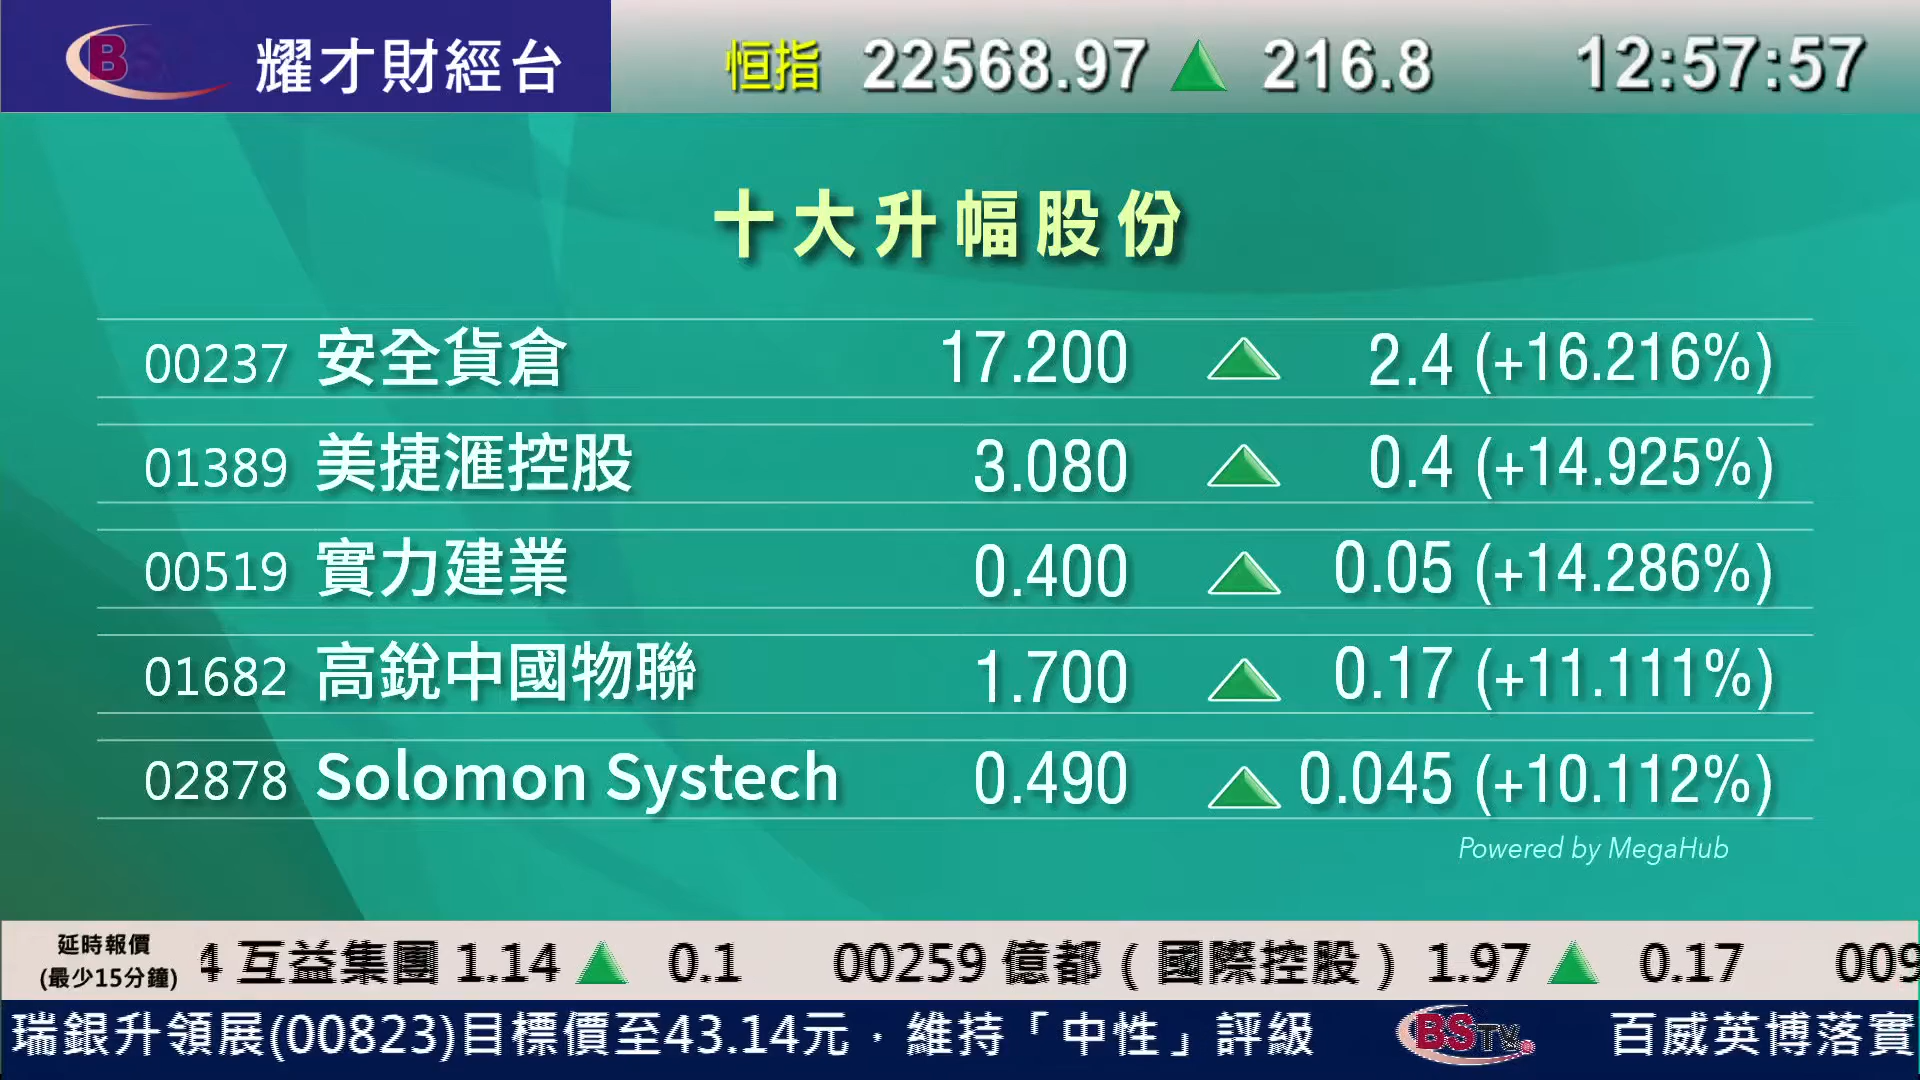 耀才財經台 恒指 22568.97 216.8 12:57:57
十大升幅股份
00237 安全貨倉 17.200 2.4 (+16.216%)
01389 美捷滙控股 3.080 0.4 (+14.925%)
00519 實力建業 0.400 0.05 (+14.286%)
01682 高銳中國物聯 1.700 0.17 (+11.111%)
02878 Solomon Systech 0.490 0.045 (+10.112%)
Powered by MegaHub
延時報價
(最少15分鐘)
4 互益集團 1.14 0.1 00259 億都(國際控股) 1.97 0.17 009
瑞銀升領展(00823)目標價至43.14元，維持「中性」評級 BSTV 百威英博落實